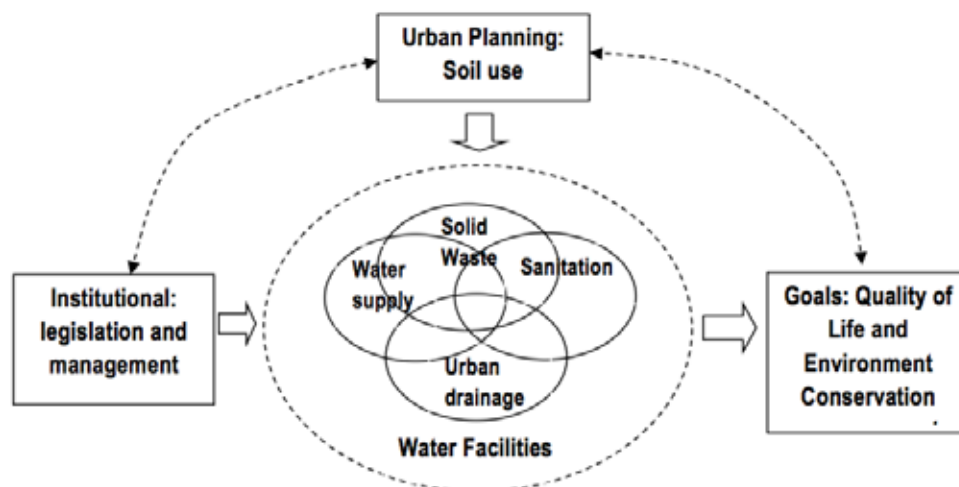 Urban Planning:
Soil use
Solid
Waste
Water
supply
Sanitation
Urban
drainage
Water Facilities
Institutional:
legislation and
management
Goals: Quality of
Life and
Environment
Conservation